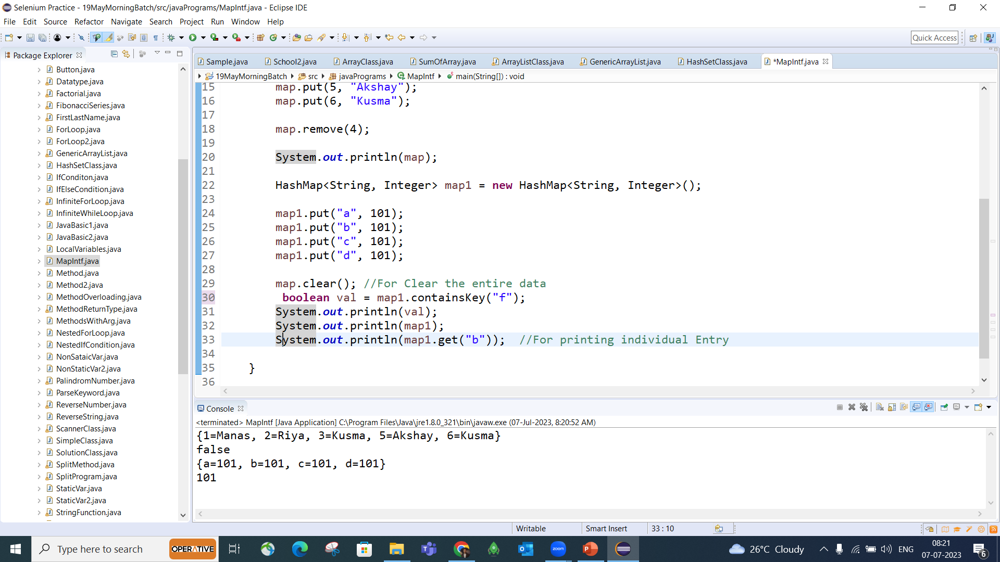 Selenium Practice - 19MayMorningBatch/src/javaPrograms/MapIntf.java - Eclipse IDE
File Edit Source Refactor Navigate Search Project Run Window Help
Quick Access
Package Explorer
Button.java
Datatype.java
Factorial.java
FibonacciSeries.java
FirstLastName.java
ForLoop.java
ForLoop2.java
GenericArrayList.java
HashSetClass.java
IfConditon.java
IfElseCondition.java
InfiniteForLoop.java
InfiniteWhileLoop.java
JavaBasic1.java
JavaBasic2.java
LocalVariables.java
MapIntf.java
Method.java
Method2.java
MethodOverloading.java
MethodReturnType.java
MethodsWithArg.java
NestedForLoop.java
NestedIfCondition.java
NonSataicVar.java
NonStaticVar2.java
PalindromNumber.java
ParseKeyword.java
ReverseNumber.java
ReverseString.java
ScannerClass.java
SimpleClass.java
SolutionClass.java
SplitMethod.java
SplitProgram.java
StaticVar.java
StaticVar2.java
StringFunction.java
Sample.java School2.java ArrayClass.java SumOfArray.java ArrayListClass.java GenericArrayList.java HashSetClass.java *MapIntf.java
19MayMorningBatch src javaPrograms MapIntf main(String[]) : void
15 map.put(5, "Akshay");
16 map.put(6, "Kusma");
17
18 map.remove(4);
19
20 System.out.println(map);
21
22 HashMap<String, Integer> map1 = new HashMap<String, Integer>();
23
24 map1.put("a", 101);
25 map1.put("b", 101);
26 map1.put("c", 101);
27 map1.put("d", 101);
28
29 map.clear(); //For Clear the entire data
30 boolean val = map1.containsKey("f");
31 System.out.println(val);
32 System.out.println(map1);
33 System.out.println(map1.get("b")); //For printing individual Entry
34
35 }
36
Console
<terminated> MapIntf [Java Application] C:\Program Files\Java\jre1.8.0_321\bin\javaw.exe (07-Jul-2023, 8:20:52 AM)
{1=Manas, 2=Riya, 3=Kusma, 5=Akshay, 6=Kusma}
false
{a=101, b=101, c=101, d=101}
101
Writable Smart Insert 33 : 10
Type here to search
OPERATIVE
zoom
26°C Cloudy
ENG
08:21
07-07-2023
6